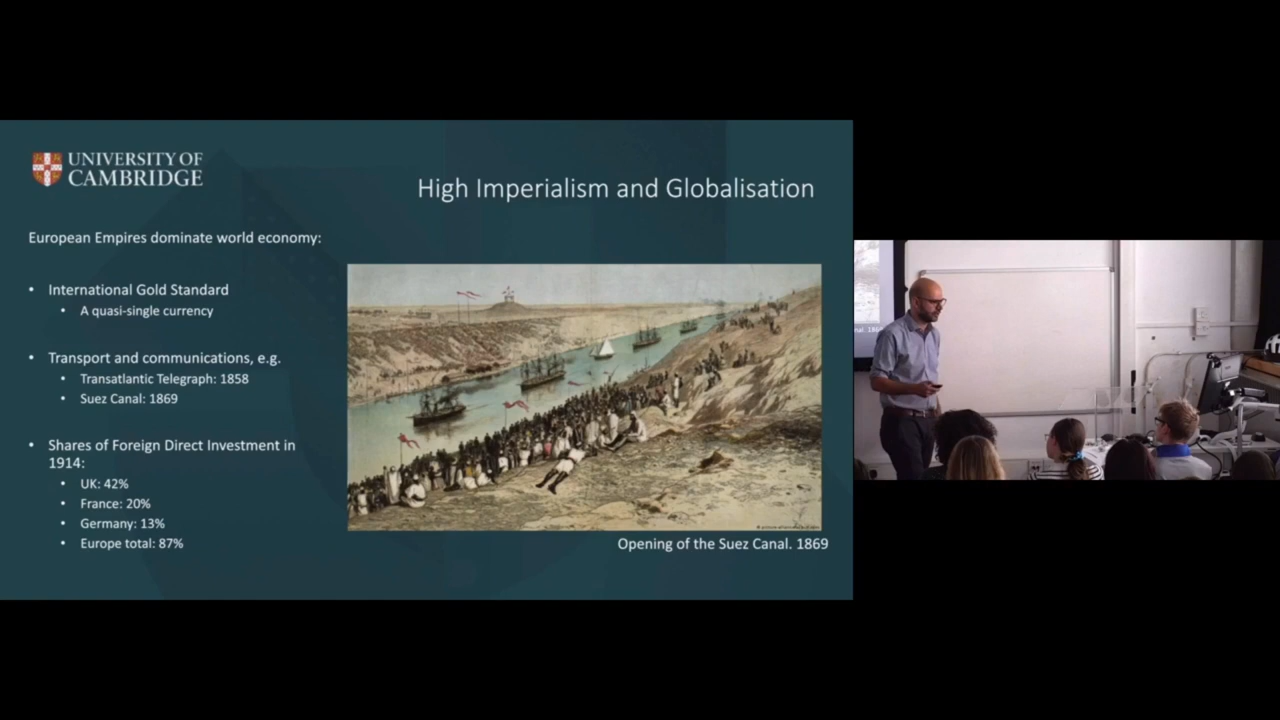 UNIVERSITY OF
CAMBRIDGE
High Imperialism and Globalisation
European Empires dominate world economy:
• International Gold Standard
• A quasi-single currency
• Transport and communications, e.g.
• Transatlantic Telegraph: 1858
• Suez Canal: 1869
• Shares of Foreign Direct Investment in
1914:
• UK: 42%
• France: 20%
• Germany: 13%
• Europe total: 87%
Opening of the Suez Canal. 1869